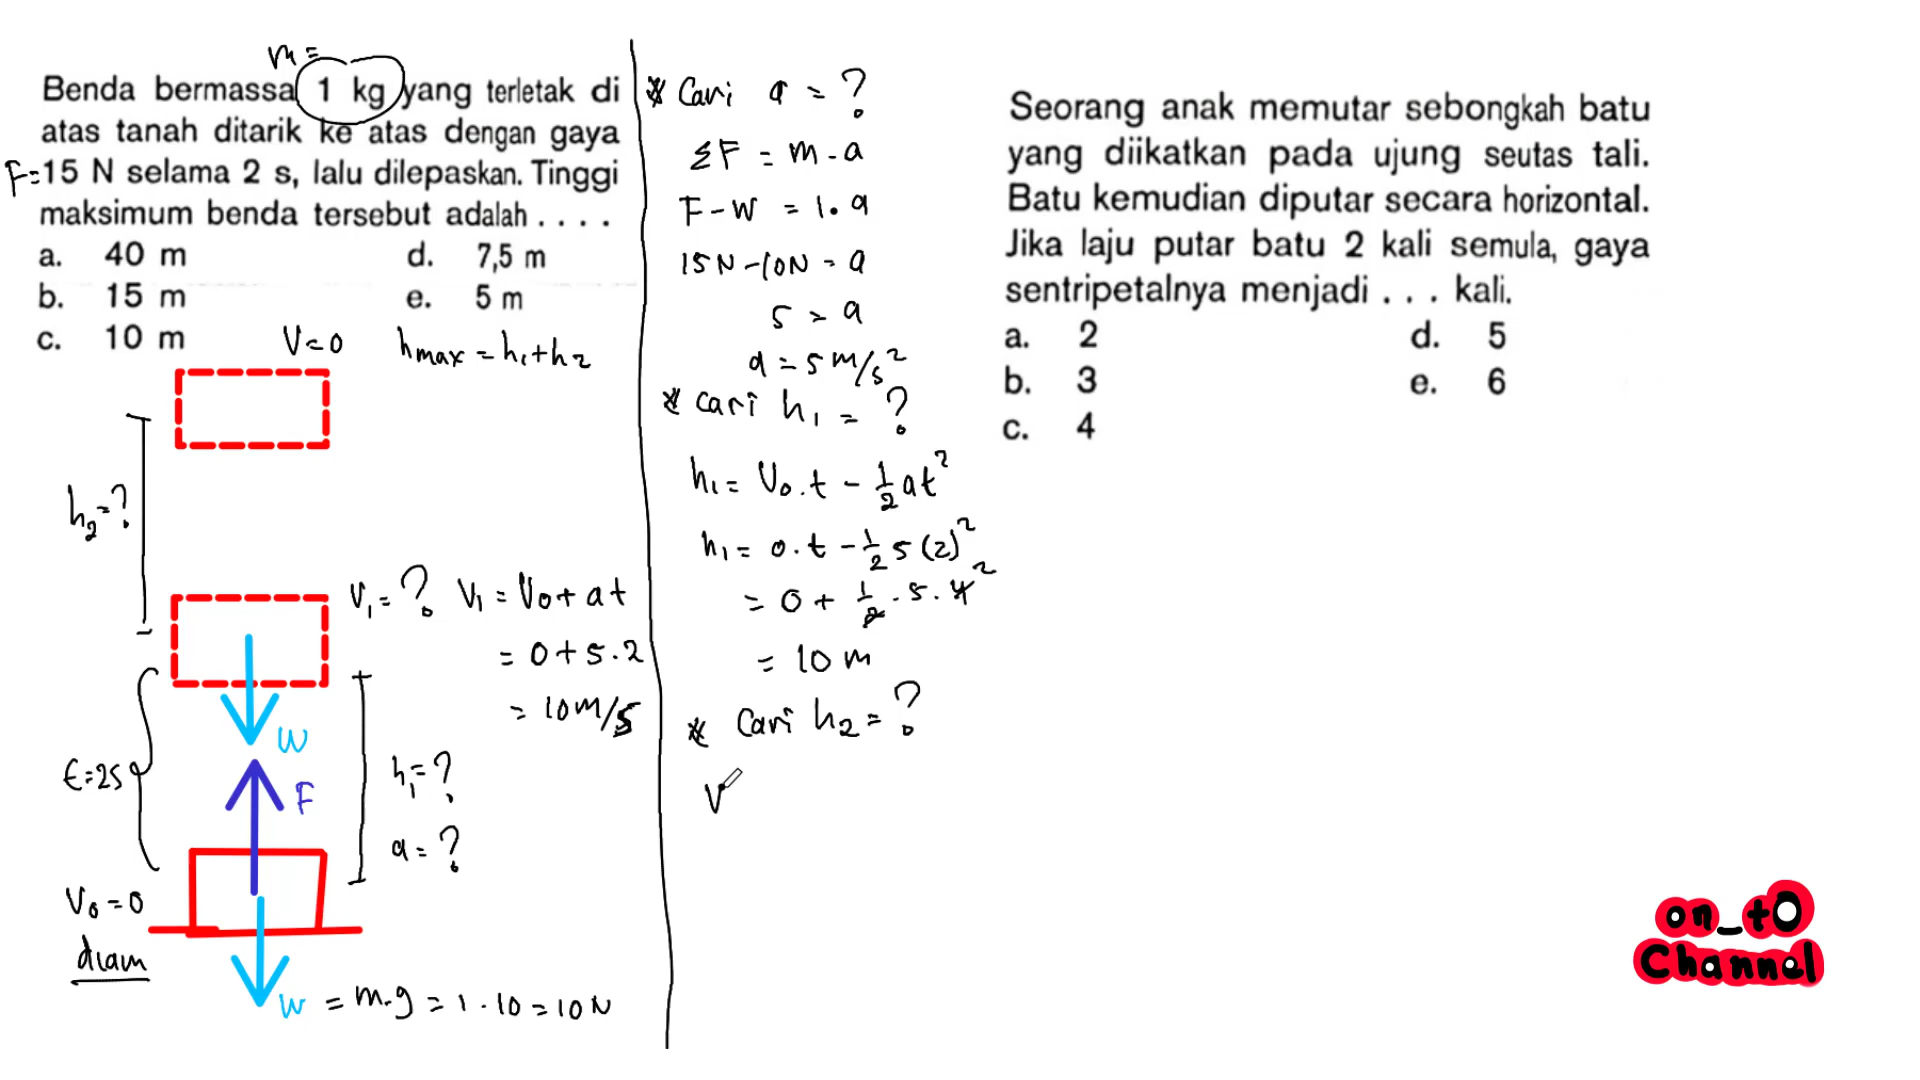 m =
Benda bermassa 1 kg yang terletak di
atas tanah ditarik ke atas dengan gaya
F=15 N selama 2 s, lalu dilepaskan. Tinggi
maksimum benda tersebut adalah . . . .
a. 40 m d. 7,5 m
b. 15 m e. 5 m
c. 10 m
V=0 hmax = h1+h2
h2=?
V1=? V1 = V0+at
= 0+5.2
= 10m/s
W
t=2s
F
h1=?
a=?
V0=0
diam
W = m.g = 1.10 = 10N
* Cari a = ?
ΣF = m.a
F-W = 1.a
15N-10N = a
5 = a
a = 5 m/s²
* cari h1 = ?
h1 = V0.t - 1/2 at²
h1 = 0.t - 1/2 5(2)²
= 0 + 1/2 . 5. 4 2
= 10 m
* Cari h2 = ?
V
Seorang anak memutar sebongkah batu
yang diikatkan pada ujung seutas tali.
Batu kemudian diputar secara horizontal.
Jika laju putar batu 2 kali semula, gaya
sentripetalnya menjadi . . . kali.
a. 2 d. 5
b. 3 e. 6
c. 4
on_tO
Channel